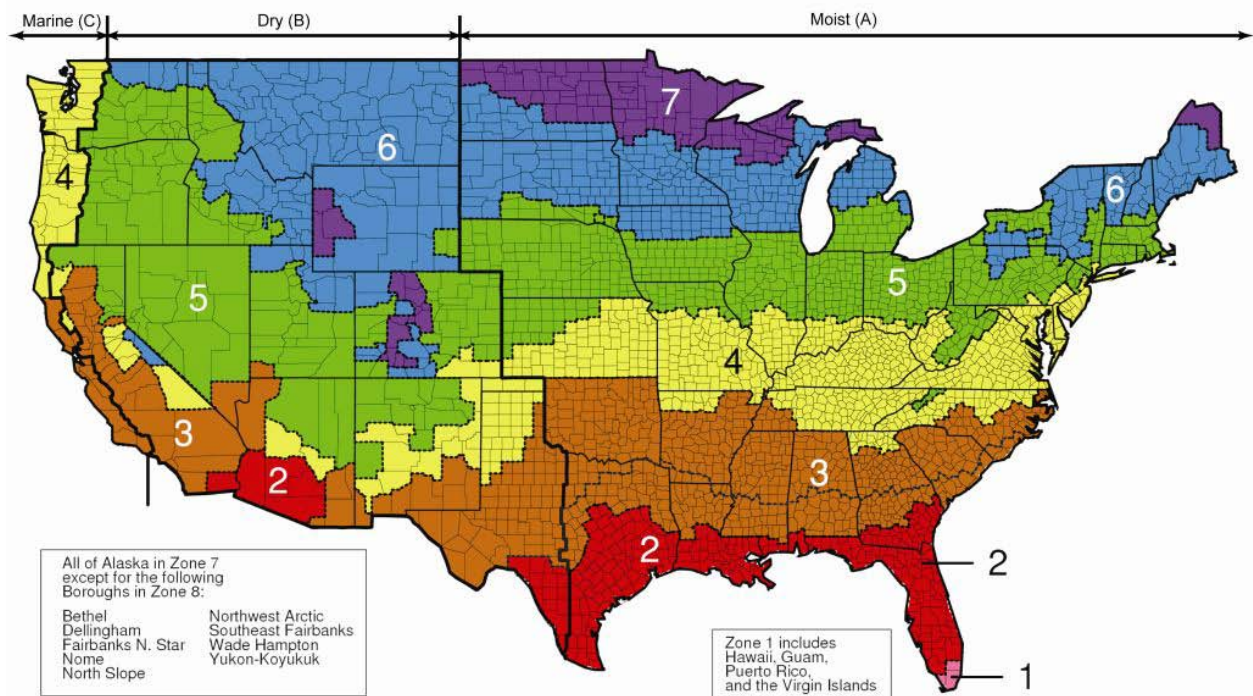 Marine (C)
Dry (B)
Moist (A)
7
6
6
4
5
5
4
3
3
2
2
2
1
All of Alaska in Zone 7
except for the following
Boroughs in Zone 8:
Bethel
Dellingham
Fairbanks N. Star
Nome
North Slope
Northwest Arctic
Southeast Fairbanks
Wade Hampton
Yukon-Koyukuk
Zone 1 includes
Hawaii, Guam,
Puerto Rico,
and the Virgin Islands